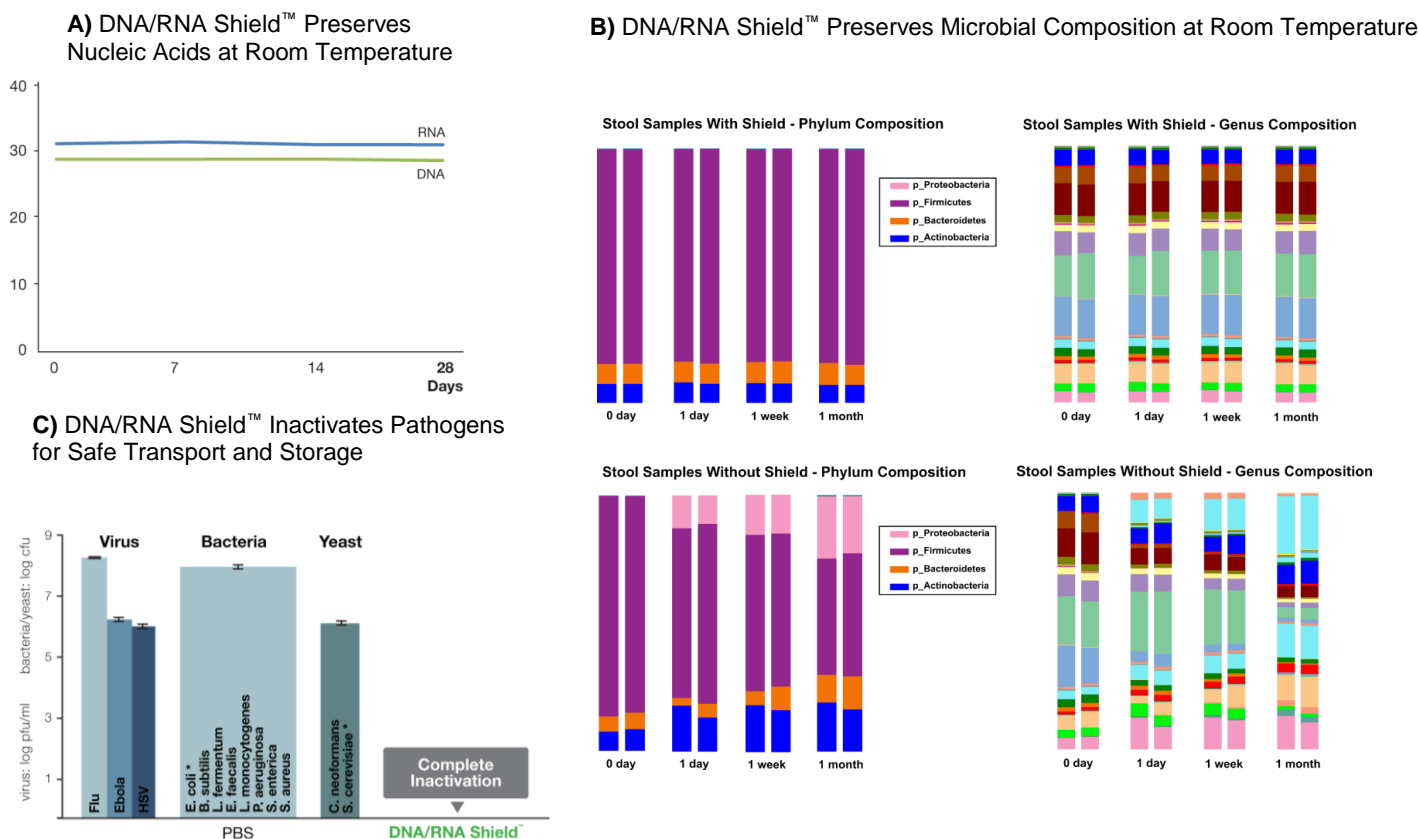 A) DNA/RNA Shield™ Preserves
Nucleic Acids at Room Temperature
40
30
20
10
0
RNA
DNA
0
7
14
28
Days
B) DNA/RNA Shield™ Preserves Microbial Composition at Room Temperature
Stool Samples With Shield - Phylum Composition
0 day
1 day
1 week
1 month
p_Proteobacteria
p_Firmicutes
p_Bacteroidetes
p_Actinobacteria
Stool Samples With Shield - Genus Composition
0 day
1 day
1 week
1 month
Stool Samples Without Shield - Phylum Composition
0 day
1 day
1 week
1 month
p_Proteobacteria
p_Firmicutes
p_Bacteroidetes
p_Actinobacteria
Stool Samples Without Shield - Genus Composition
0 day
1 day
1 week
1 month
C) DNA/RNA Shield™ Inactivates Pathogens
for Safe Transport and Storage
virus: log pfu/ml bacteria/yeast: log cfu
9
7
5
3
1
Virus
Bacteria
Yeast
Flu
Ebola
HSV
E. coli *
B. subtilis
L. fermentum
E. faecalis
L. monocytogenes
P. aeruginosa
S. enterica
S. aureus
C. neoformans
S. cerevisiae *
Complete
Inactivation
PBS
DNA/RNA Shield™